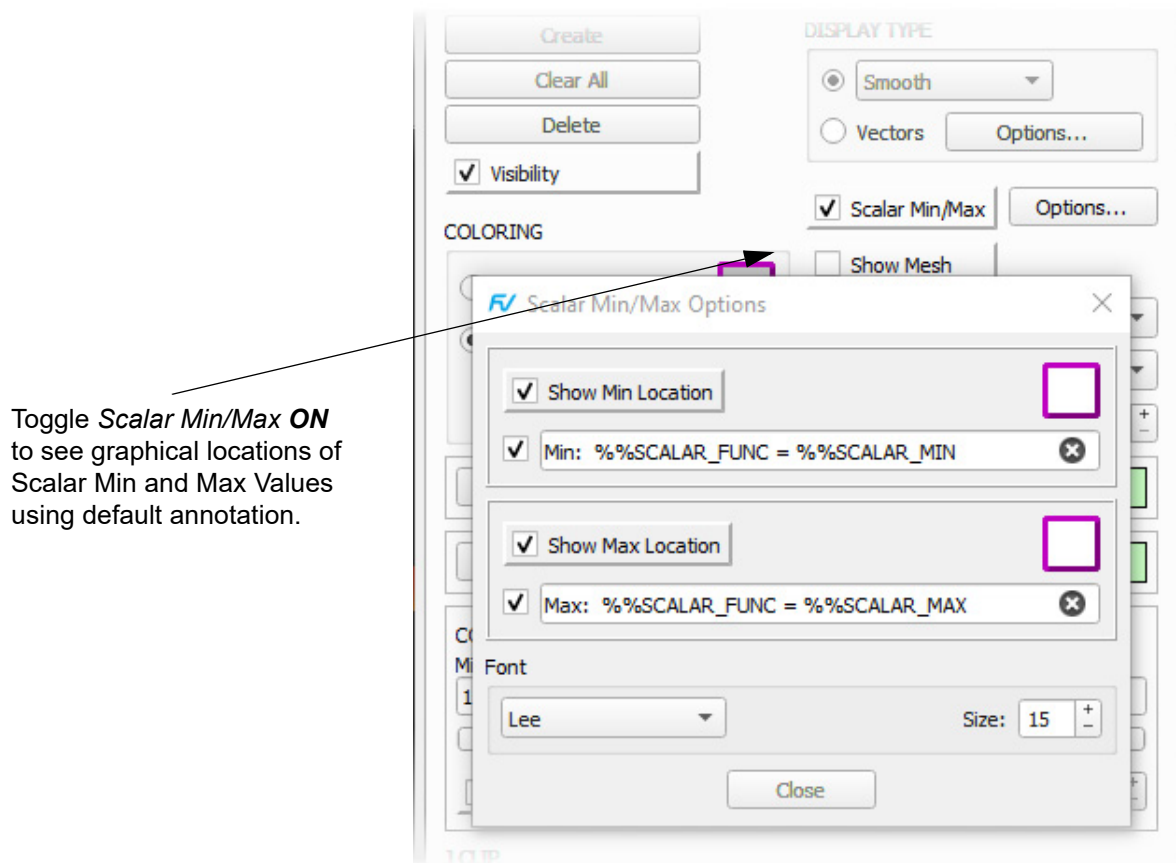 Create
Clear All
Delete
Visibility
COLORING
DISPLAY TYPE
Smooth
Vectors Options...
Scalar Min/Max Options...
Show Mesh
FV Scalar Min/Max Options
Show Min Location
Min: %%SCALAR_FUNC = %%SCALAR_MIN
Show Max Location
Max: %%SCALAR_FUNC = %%SCALAR_MAX
Font
Lee Size: 15
Close
Toggle Scalar Min/Max ON
to see graphical locations of
Scalar Min and Max Values
using default annotation.